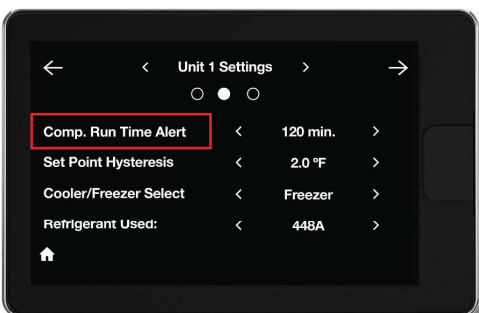 Unit 1 Settings
Comp. Run Time Alert < 120 min. >
Set Point Hysteresis < 2.0 ºF >
Cooler/Freezer Select < Freezer >
Refrigerant Used: < 448A >